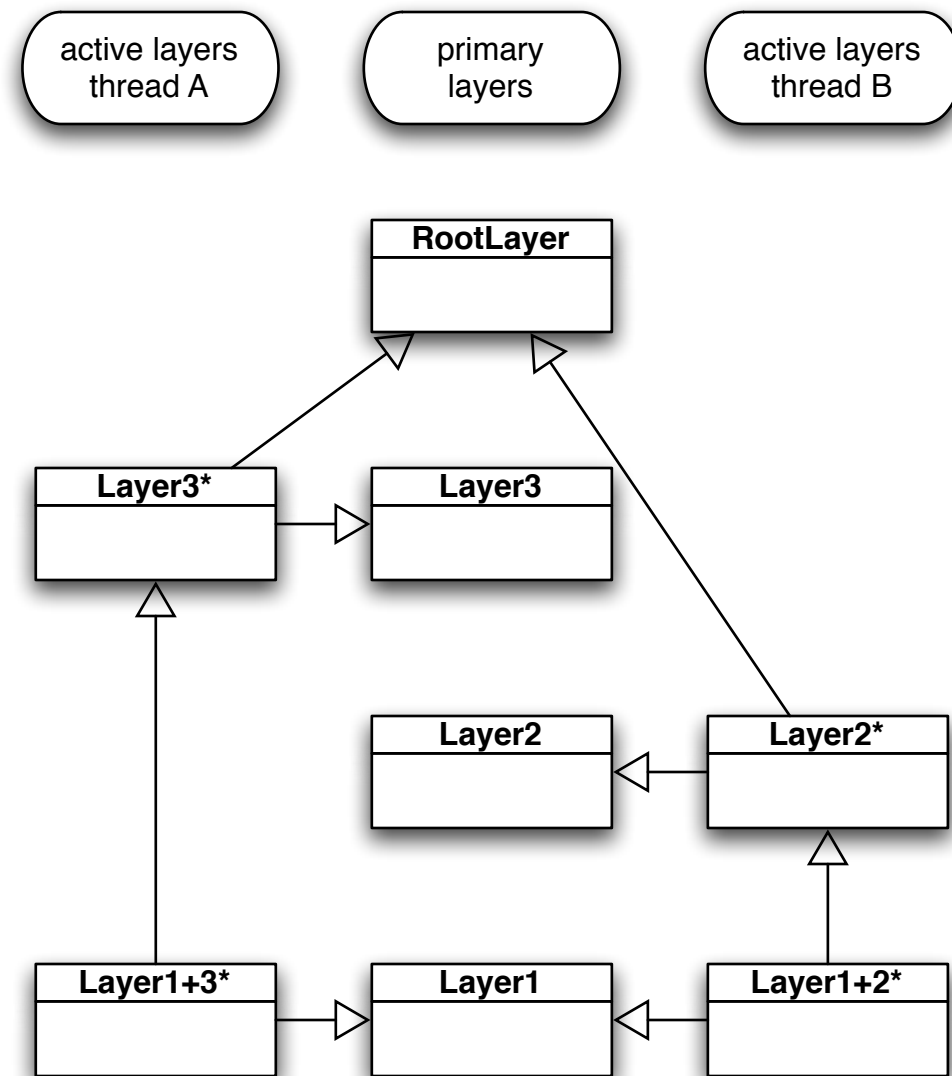 active layers
thread A
primary
layers
active layers
thread B
RootLayer
Layer3*
Layer3
Layer2
Layer2*
Layer1+3*
Layer1
Layer1+2*